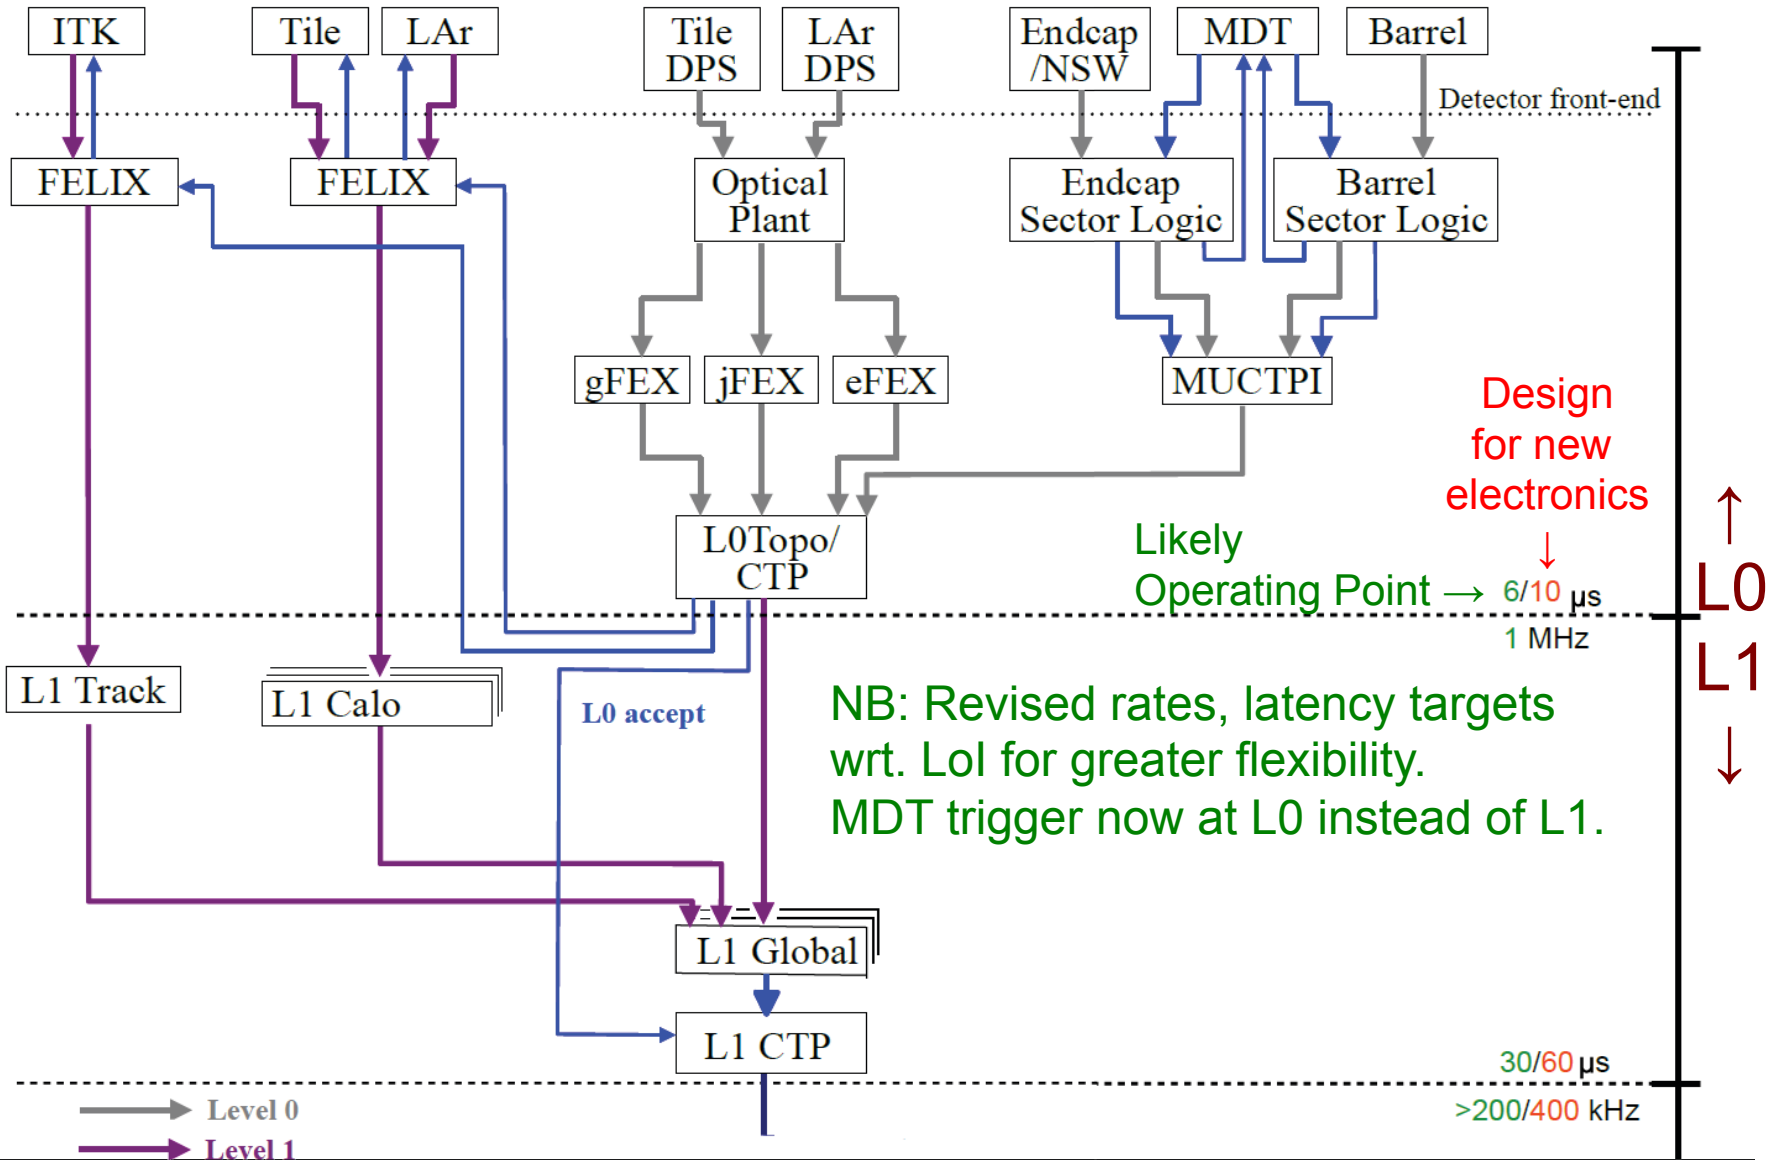 ITK
Tile
LAr
Tile
DPS
LAr
DPS
Endcap
/NSW
MDT
Barrel
Detector front-end
FELIX
FELIX
Optical
Plant
Endcap
Sector Logic
Barrel
Sector Logic
gFEX
jFEX
eFEX
MUCTPI
Design
for new
electronics
↓
L0Topo/
CTP
Likely
Operating Point → 6/10 µs
1 MHz
↑
L0
L1
↓
L1 Track
L1 Calo
L0 accept
NB: Revised rates, latency targets
wrt. LoI for greater flexibility.
MDT trigger now at L0 instead of L1.
L1 Global
L1 CTP
30/60 µs
>200/400 kHz
Level 0
Level 1